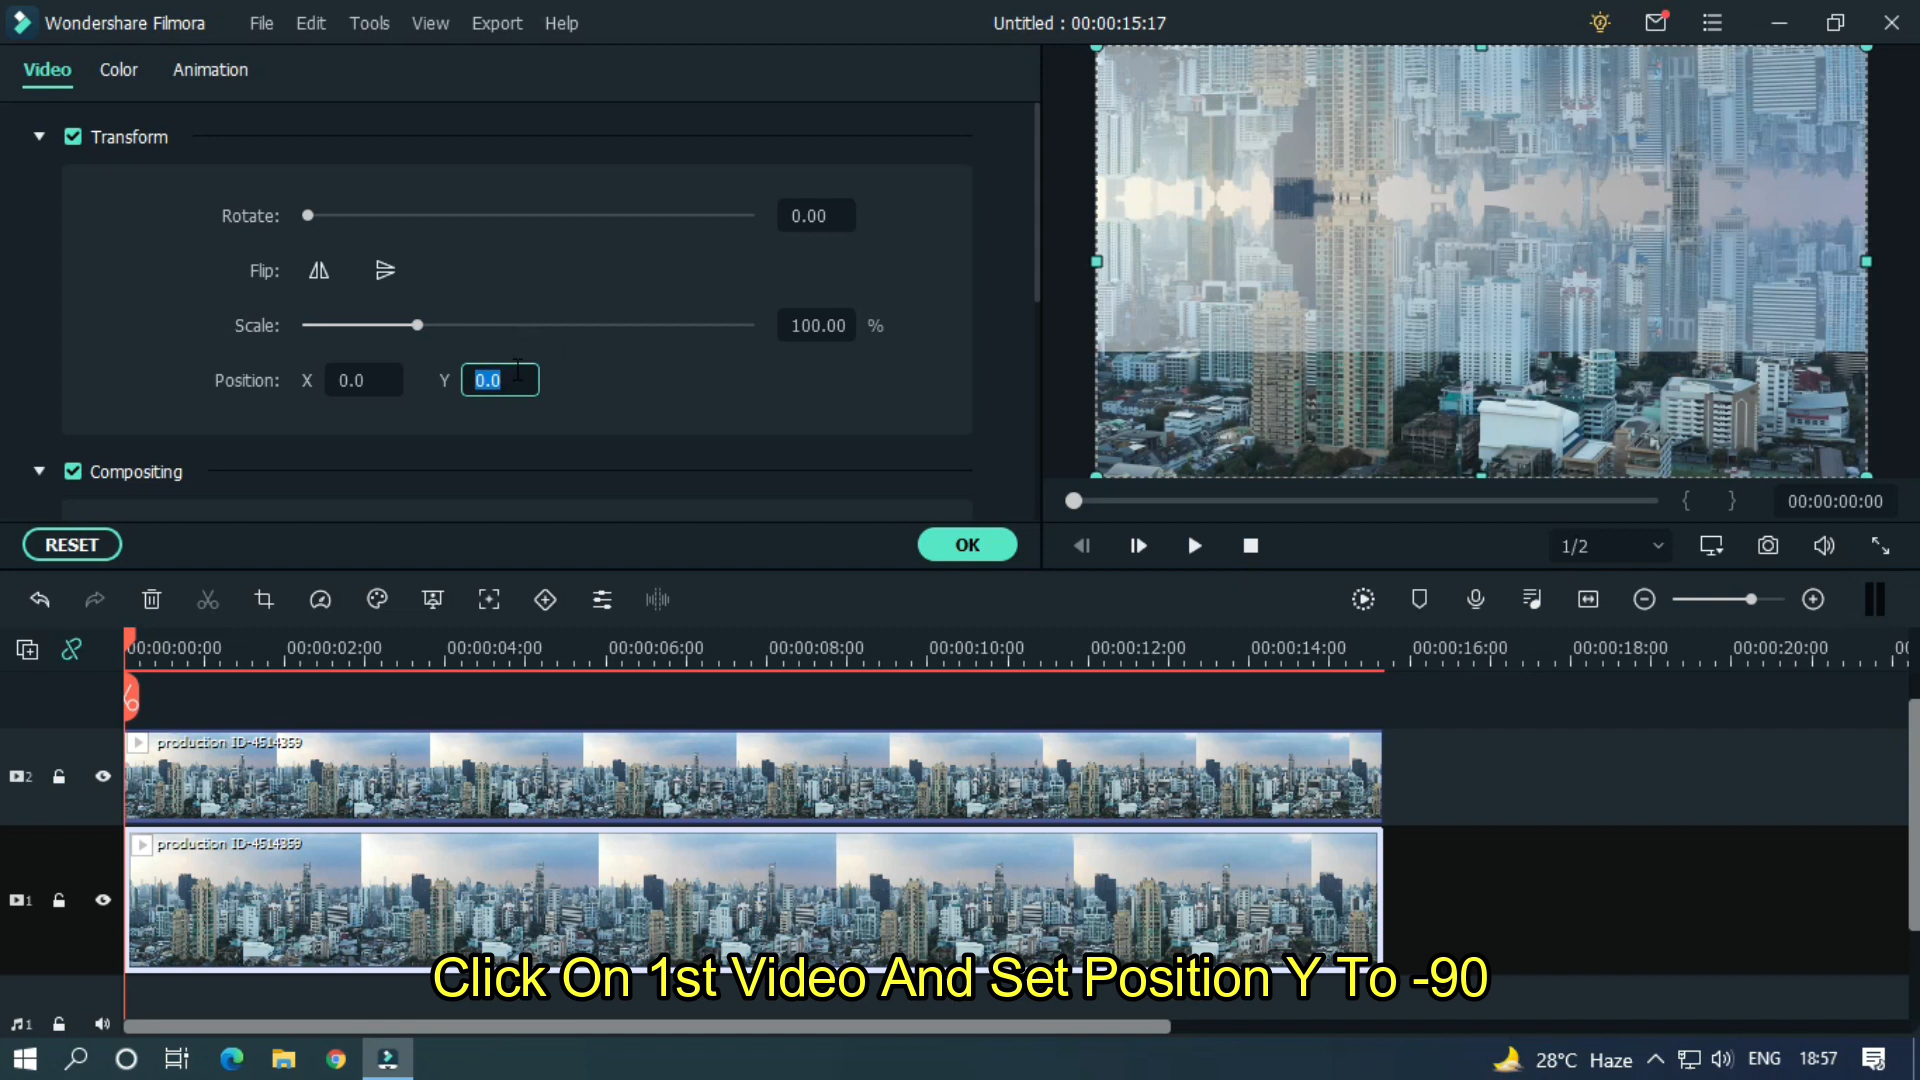 Wondershare Filmora File Edit Tools View Export Help Untitled : 00:00:15:17
Video Color Animation
Transform
Rotate: 0.00
Flip:
Scale: 100.00 %
Position: X 0.0 Y 0.0
Compositing
00:00:00:00
RESET OK 1/2
00:00:00:00 00:00:02:00 00:00:04:00 00:00:06:00 00:00:08:00 00:00:10:00 00:00:12:00 00:00:14:00 00:00:16:00 00:00:18:00 00:00:20:00
production ID-4514359
2
production ID-4514359
1
Click On 1st Video And Set Position Y To -90
1
28°C Haze ENG 18:57